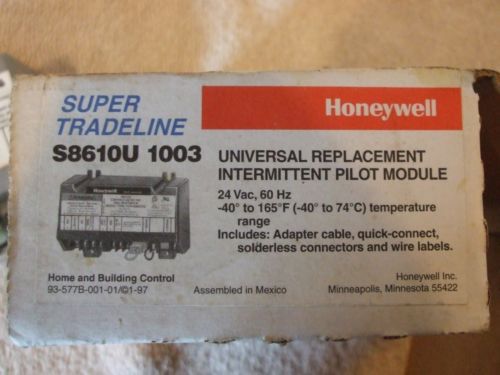 SUPER
TRADELINE
Honeywell
S8610U 1003
UNIVERSAL REPLACEMENT
INTERMITTENT PILOT MODULE
24 Vac, 60 Hz
-40° to 165°F (-40° to 74°C) temperature
range
Includes: Adapter cable, quick-connect,
solderless connectors and wire labels.
Honeywell
Home and Building Control
93-577B-001-01/©1-97
Assembled in Mexico
Honeywell Inc.
Minneapolis, Minnesota 55422